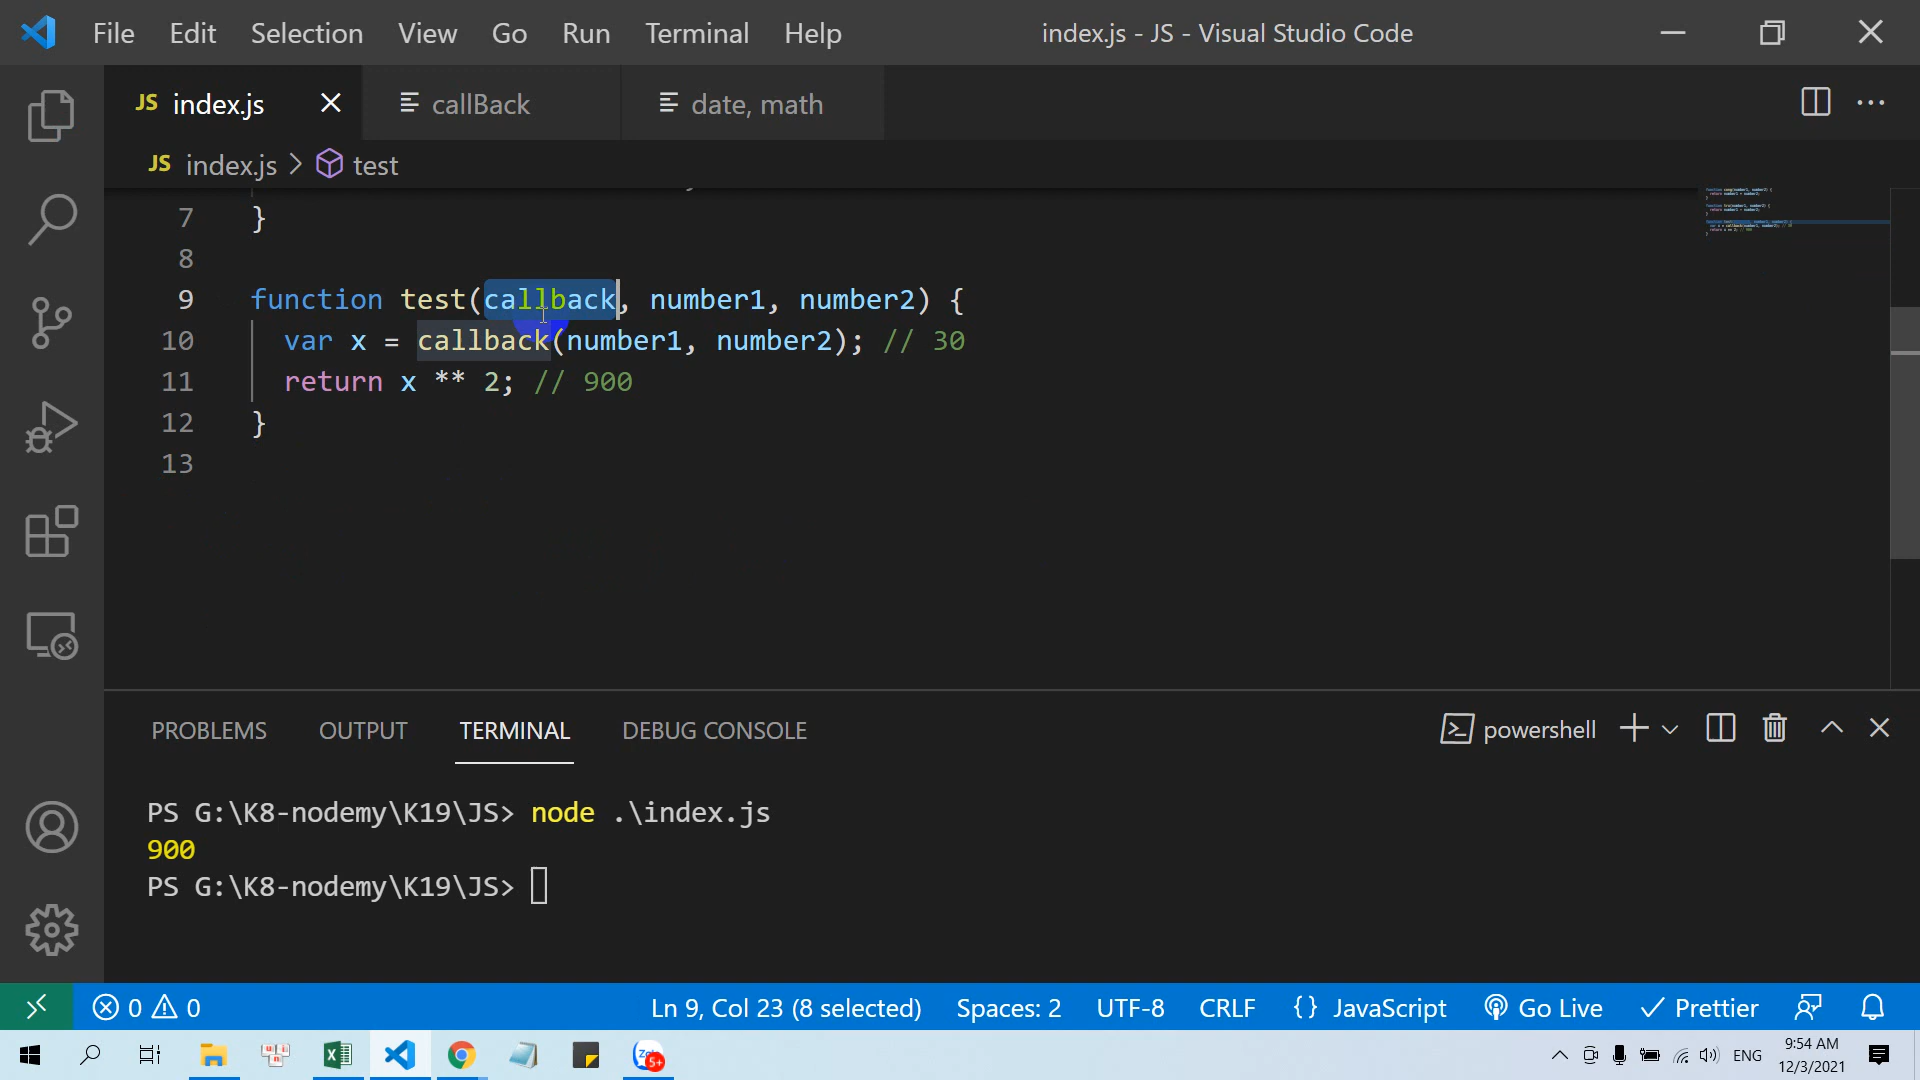 File Edit Selection View Go Run Terminal Help index.js - JS - Visual Studio Code
JS index.js callBack date, math
JS index.js > test
7 }
8
9 function test(callback, number1, number2) {
10 var x = callback(number1, number2); // 30
11 return x ** 2; // 900
12 }
13
PROBLEMS OUTPUT TERMINAL DEBUG CONSOLE powershell
PS G:\K8-nodemy\K19\JS> node .\index.js
900
PS G:\K8-nodemy\K19\JS>
0 0 Ln 9, Col 23 (8 selected) Spaces: 2 UTF-8 CRLF {} JavaScript Go Live Prettier
5+ ENG 9:54 AM
12/3/2021